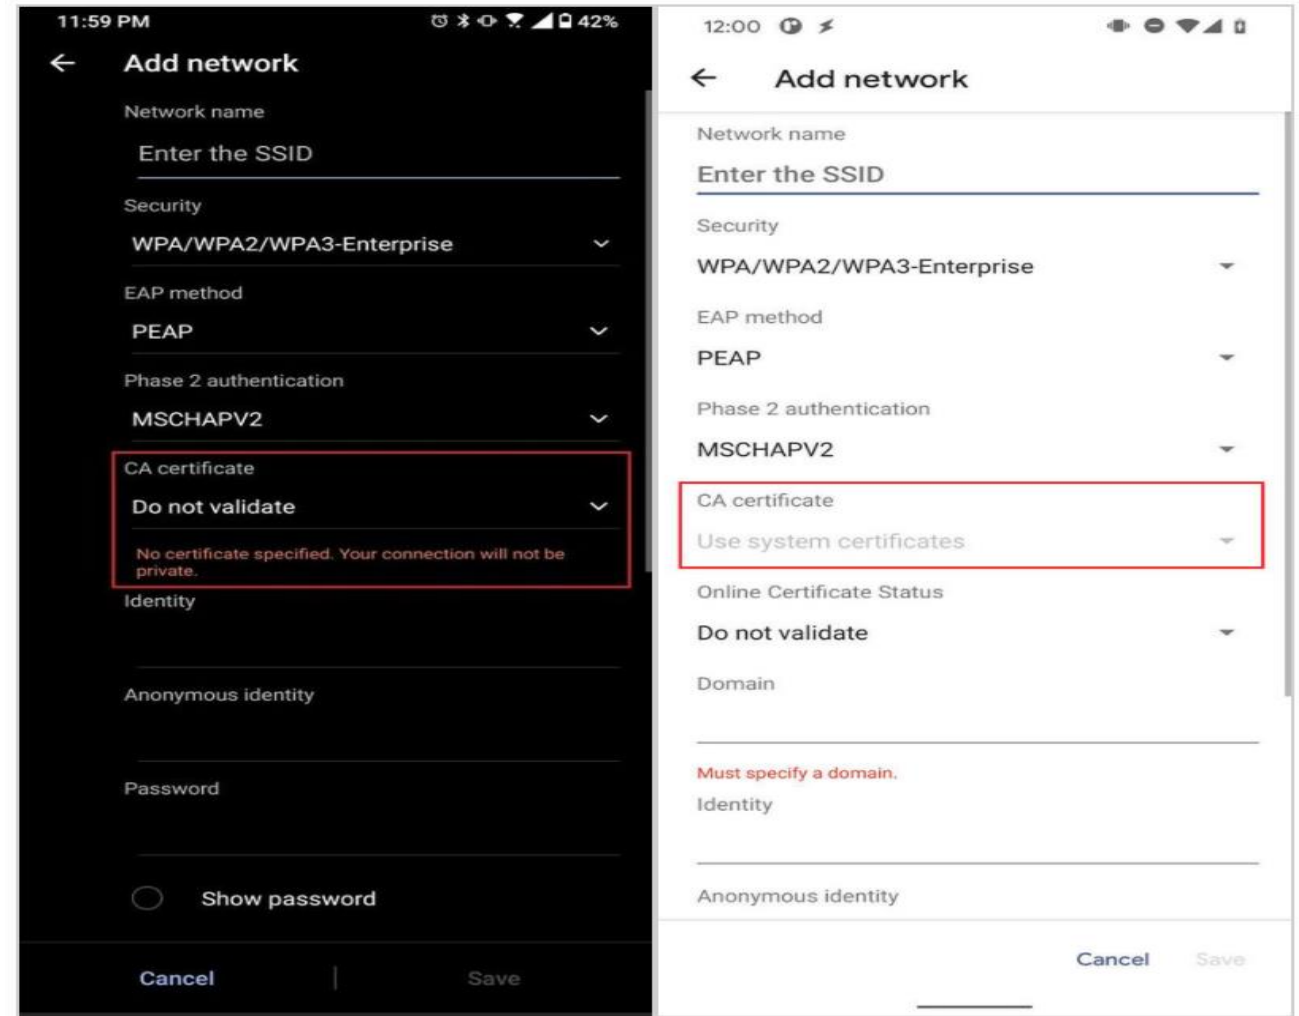 11:59 PM
42%
Add network
Network name
Enter the SSID
Security
WPA/WPA2/WPA3-Enterprise
EAP method
PEAP
Phase 2 authentication
MSCHAPV2
CA certificate
Do not validate
No certificate specified. Your connection will not be
private.
Identity
Anonymous identity
Password
Show password
Cancel
Save
12:00
Add network
Network name
Enter the SSID
Security
WPA/WPA2/WPA3-Enterprise
EAP method
PEAP
Phase 2 authentication
MSCHAPV2
CA certificate
Use system certificates
Online Certificate Status
Do not validate
Domain
Must specify a domain.
Identity
Anonymous identity
Cancel
Save